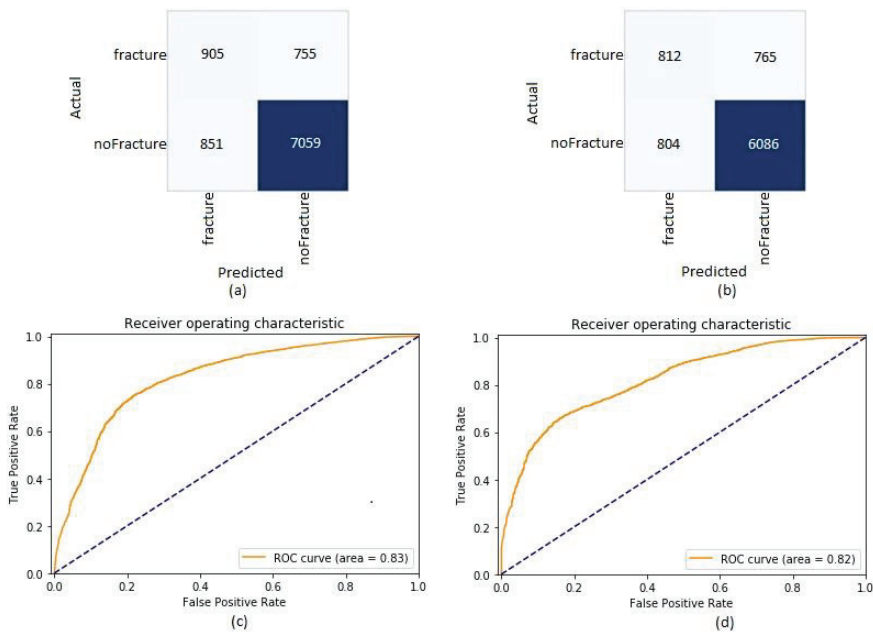 fracture
905
755
Actual
noFracture
851
7059
fracture
noFracture
Predicted
(a)
fracture
812
765
Actual
noFracture
804
6086
fracture
noFracture
Predicted
(b)
Receiver operating characteristic
1.0
0.8
0.6
0.4
0.2
0.0
True Positive Rate
ROC curve (area = 0.83)
0.0 0.2 0.4 0.6 0.8 1.0
False Positive Rate
(c)
Receiver operating characteristic
1.0
0.8
0.6
0.4
0.2
0.0
True Positive Rate
ROC curve (area = 0.82)
0.0 0.2 0.4 0.6 0.8 1.0
False Positive Rate
(d)